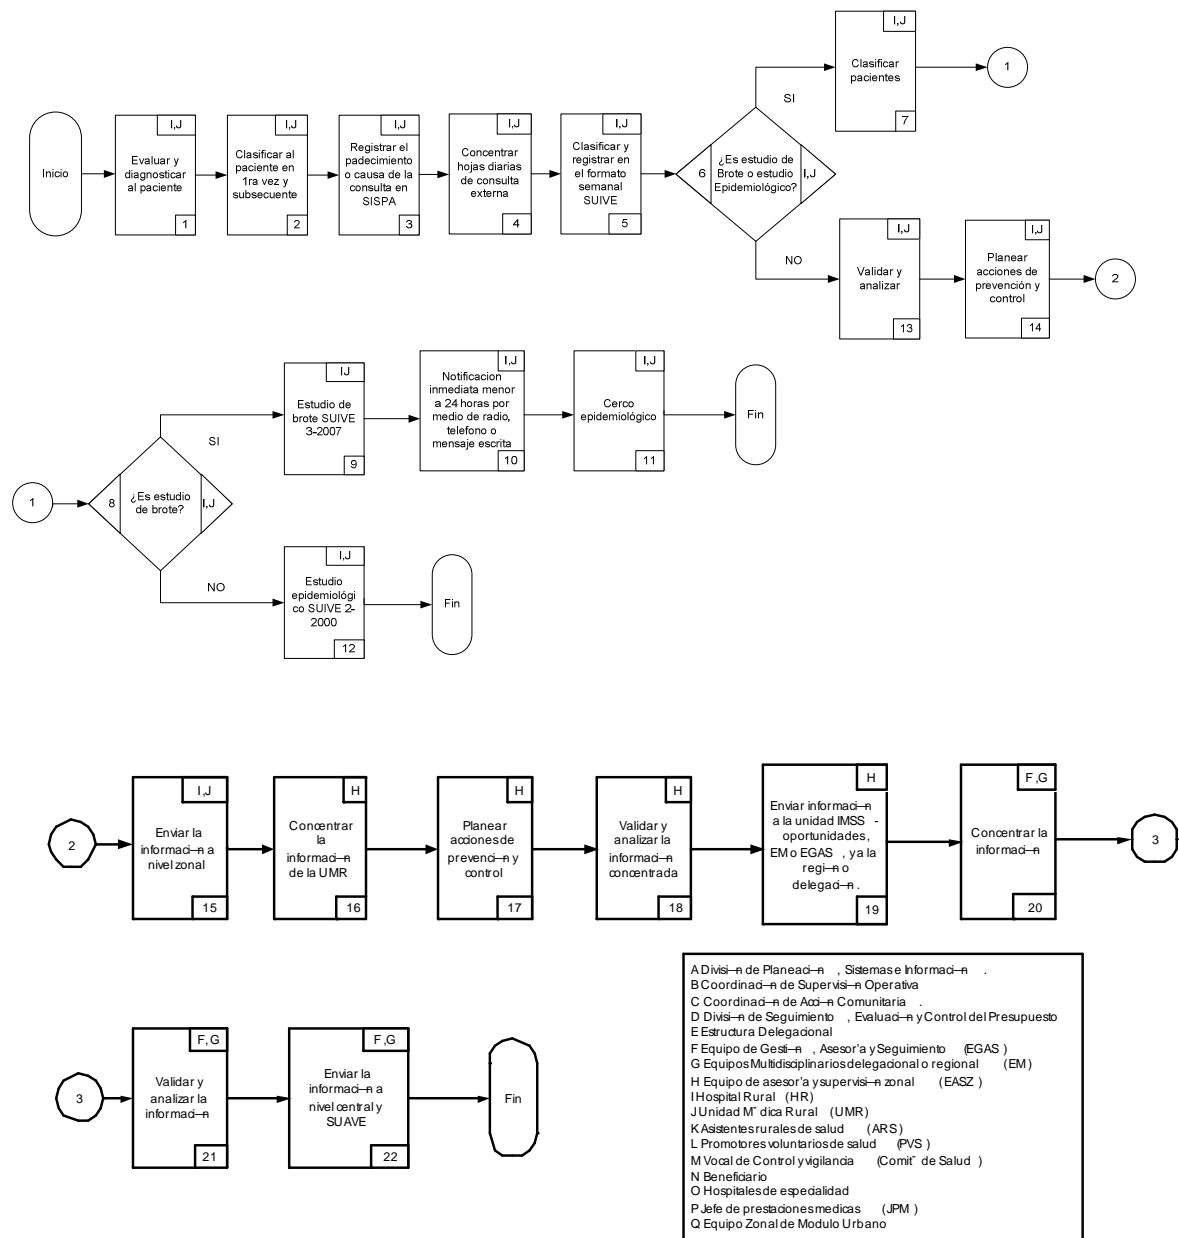 Inicio
I,J
Evaluar y
diagnosticar
al paciente
1
I,J
Clasificar al
paciente en
1ra vez y
subsecuente
2
I,J
Registrar el
padecimiento
o causa de la
consulta en
SISPA
3
I,J
Concentrar
hojas diarias
de consulta
externa
4
I,J
Clasificar y
registrar en
el formato
semanal
SUIVE
5
6
¿Es estudio de
Brote o estudio
Epidemiológico?
I,J
SI
I,J
Clasificar
pacientes
7
1
NO
I,J
Validar y
analizar
13
I,J
Planear
acciones de
prevención y
control
14
2
1
8
¿Es estudio
de brote?
I,J
SI
IJ
Estudio de
brote SUIVE
3-2007
9
I,J
Notificacion
inmediata menor
a 24 horas por
medio de radio,
telefono o
mensaje escrita
10
I,J
Cerco
epidemiológico
11
Fin
NO
I,J
Estudio
epidemiológi
co SUIVE 2-
2000
12
Fin
2
I,J
Enviar la
informaci—n a
nivel zonal
15
H
Concentrar
la
informaci—n
de la UMR
16
H
Planear
acciones de
prevenci—n y
control
17
H
Validar y
analizar la
informaci—n
concentrada
18
H
Enviar informaci—n
a la unidad IMSS -
oportunidades,
EM o EGAS , y a la
regi—n o
delegaci—n .
19
F,G
Concentrar la
informaci—n
20
3
3
F,G
Validar y
analizar la
informaci—n
21
F,G
Enviar la
informaci—n a
nivel central y
SUAVE
22
Fin
A Divisi—n de Planeaci—n , Sistemas e Informaci—n .
B Coordinaci—n de Supervisi—n Operativa
C Coordinaci—n de Acci—n Comunitaria .
D Divisi—n de Seguimiento , Evaluaci—n y Control del Presupuesto
E Estructura Delegacional
F Equipo de Gesti—n , Asesor'a y Seguimiento (EGAS )
G Equipos Multidisciplinarios delegacional o regional (EM )
H Equipo de asesor'a y supervisi—n zonal (EASZ )
I Hospital Rural (HR )
J Unidad M˘dica Rural (UMR )
K Asistentes rurales de salud (ARS )
L Promotores voluntarios de salud (PVS )
M Vocal de Control y vigilancia (Comit˘ de Salud )
N Beneficiario
O Hospitales de especialidad
P Jefe de prestaciones medicas (JPM )
Q Equipo Zonal de Modulo Urbano